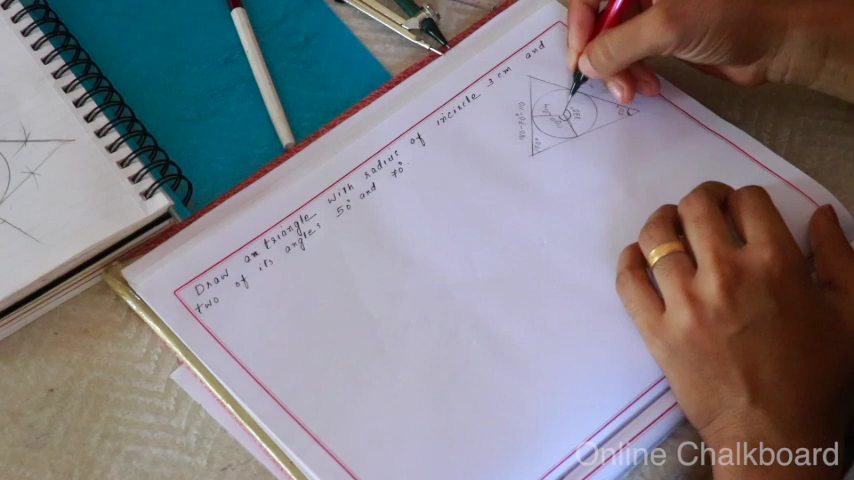 Draw an triangle with radius of incircle 3 cm and
two of its angles 50° and 70°.
Online Chalkboard